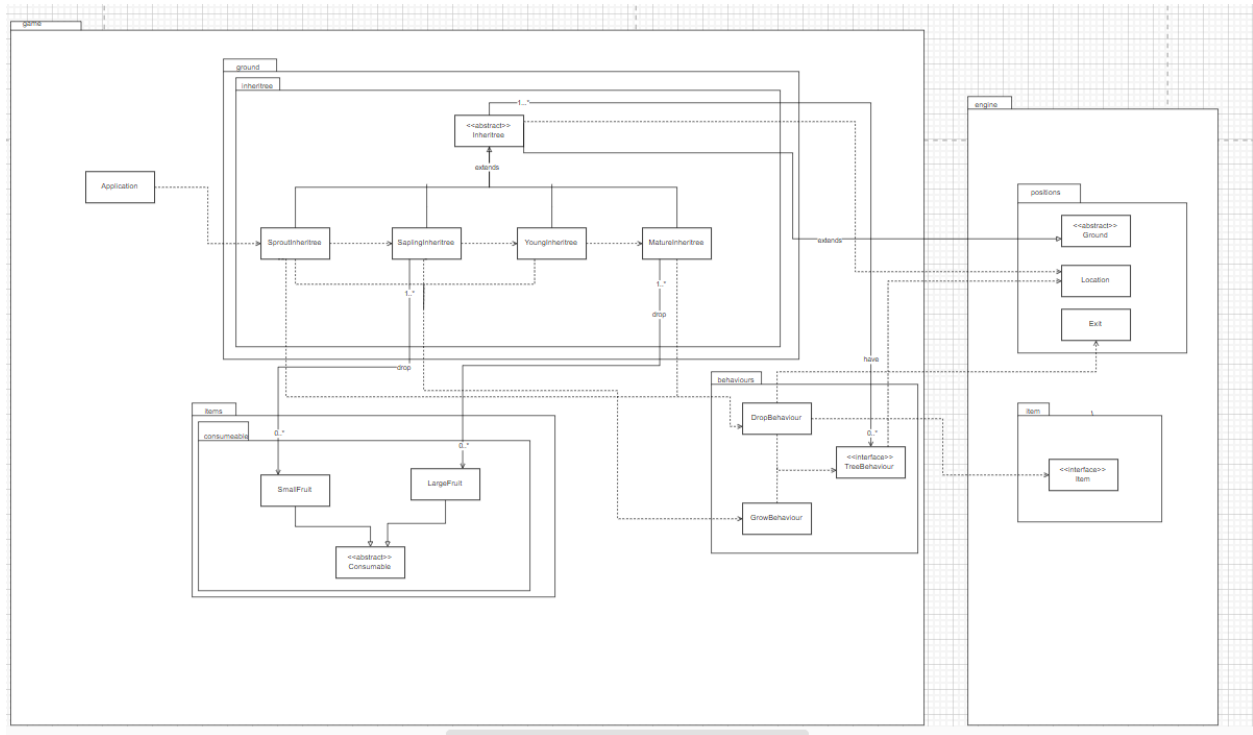 game
ground
inheritree
1...*
engine
<<abstract>>
Inheritree
extends
Application
positions
<<abstract>>
Ground
SproutInheritree
SaplingInheritree
YoungInheritree
MatureInheritree
extends
Location
1..*
1..*
drop
Exit
have
drop
behaviours
items
DropBehaviour
item
consumeable
0..*
0..*
0..*
<<interface>>
TreeBehaviour
<<interface>>
Item
SmallFruit
LargeFruit
GrowBehaviour
<<abstract>>
Consumable